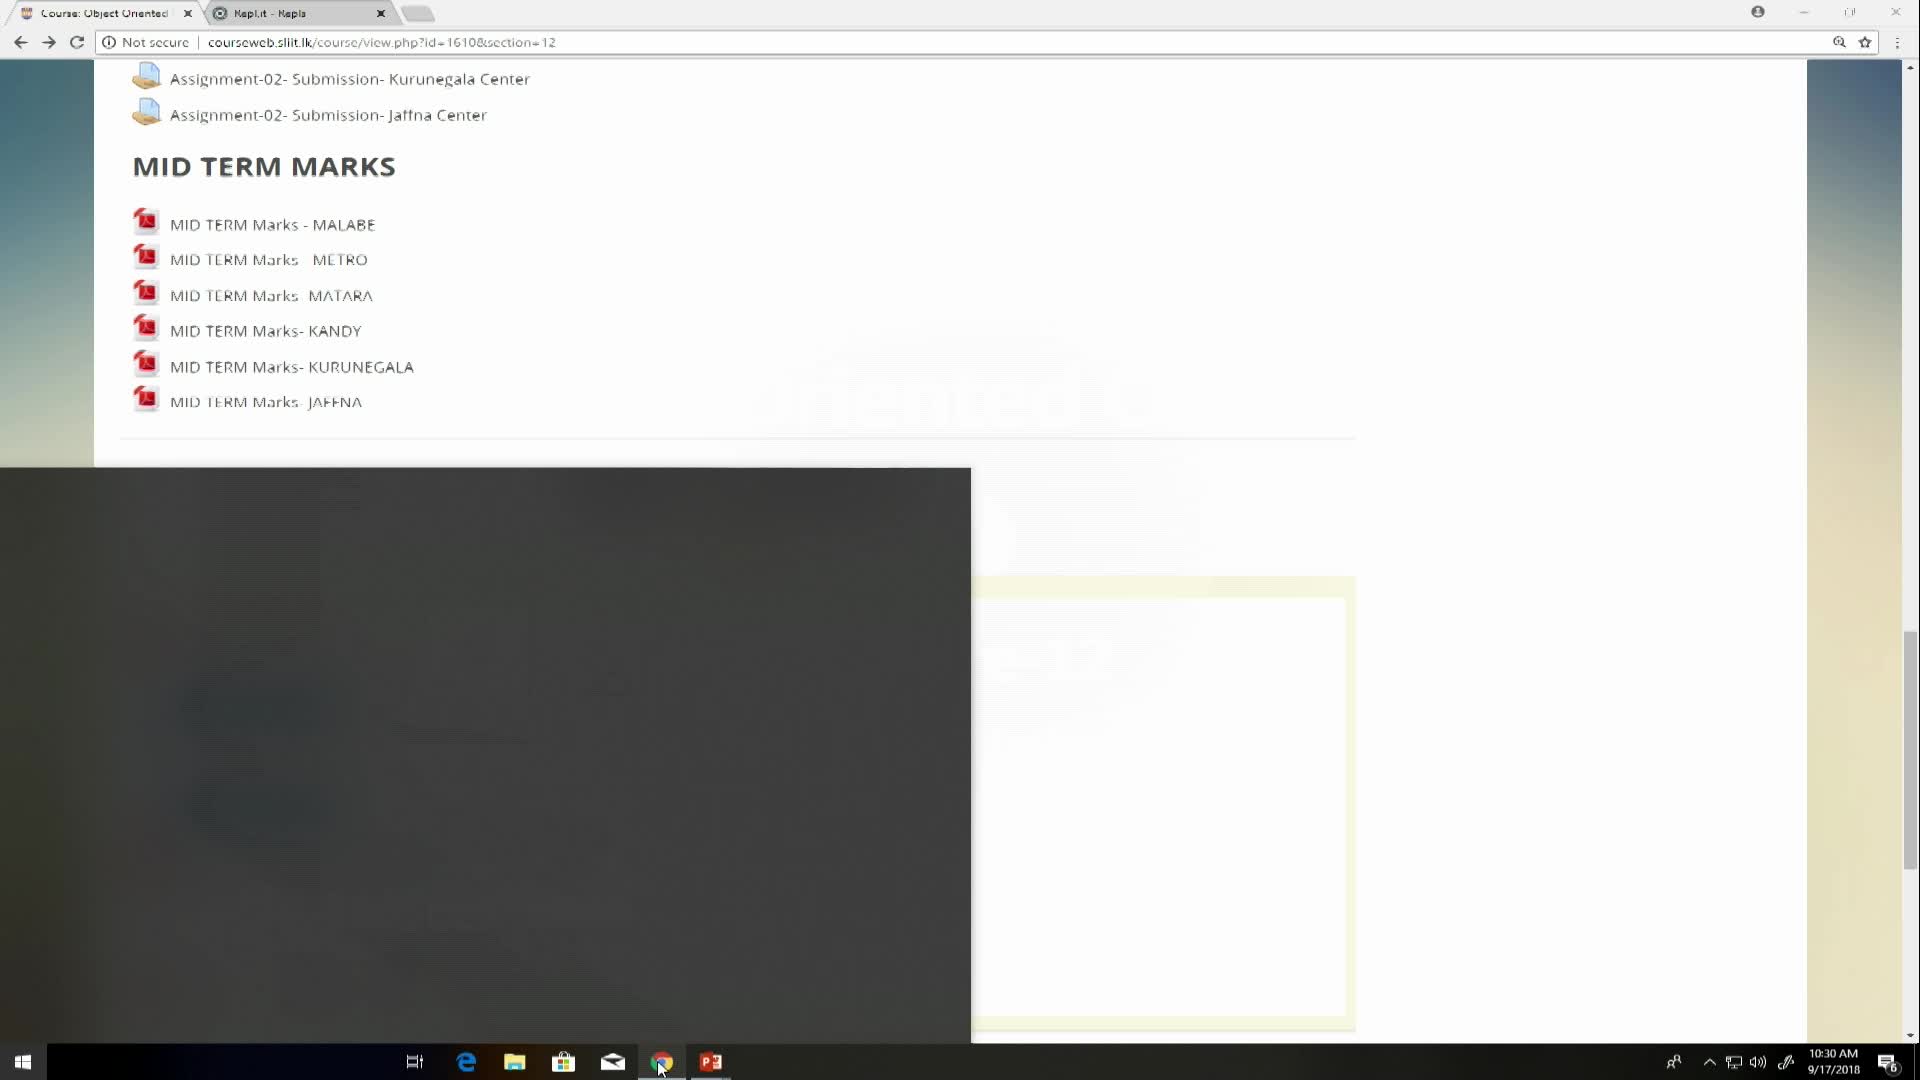 Course: Object Oriented
Repl.it - Repls
Not secure
courseweb.sliit.lk/course/view.php?id=1610&section=12
Assignment-02- Submission- Kurunegala Center
Assignment-02- Submission- Jaffna Center
MID TERM MARKS
MID TERM Marks - MALABE
MID TERM Marks - METRO
MID TERM Marks- MATARA
MID TERM Marks- KANDY
MID TERM Marks- KURUNEGALA
MID TERM Marks- JAFFNA
10:30 AM
9/17/2018
6